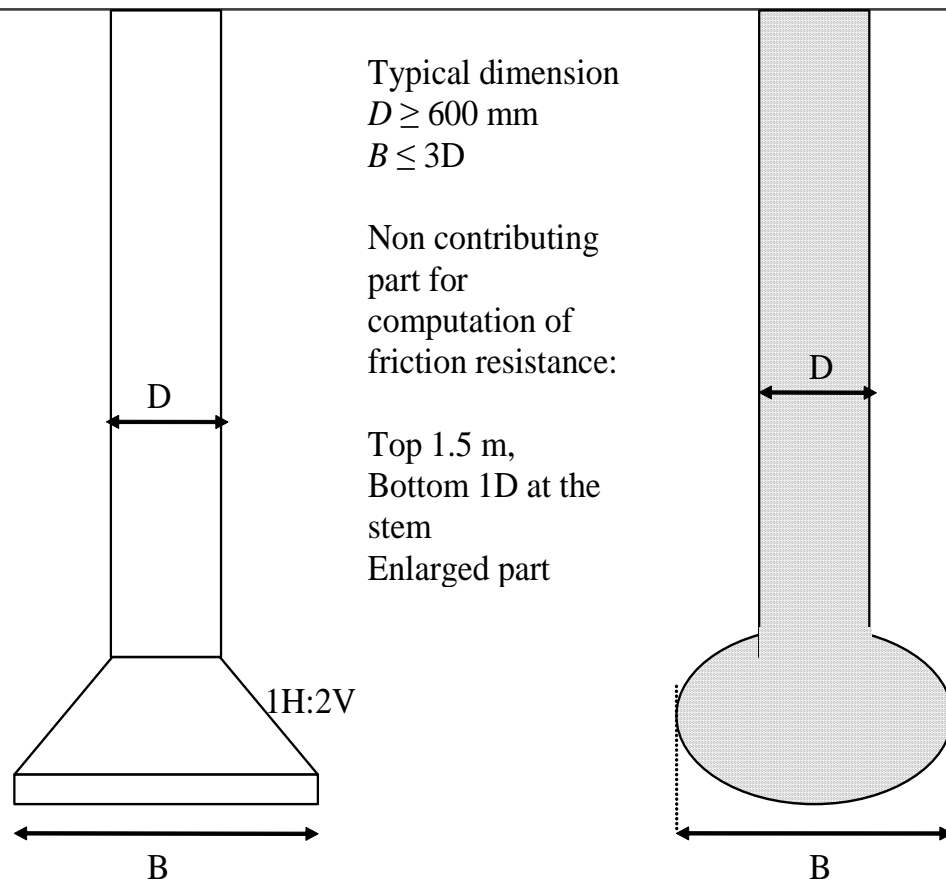 Typical dimension
D ≥ 600 mm
B ≤ 3D
Non contributing
part for
computation of
friction resistance:
Top 1.5 m,
Bottom 1D at the
stem
Enlarged part
D
D
1H:2V
B
B